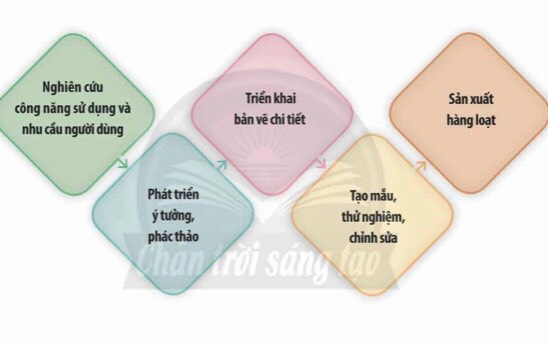 Nghiên cứu
công năng sử dụng và
nhu cầu người dùng
Phát triển
ý tưởng,
phác thảo
Triển khai
bản vẽ chi tiết
Tạo mẫu,
thử nghiệm,
chỉnh sửa
Sản xuất
hàng loạt
Chân trời sáng tạo